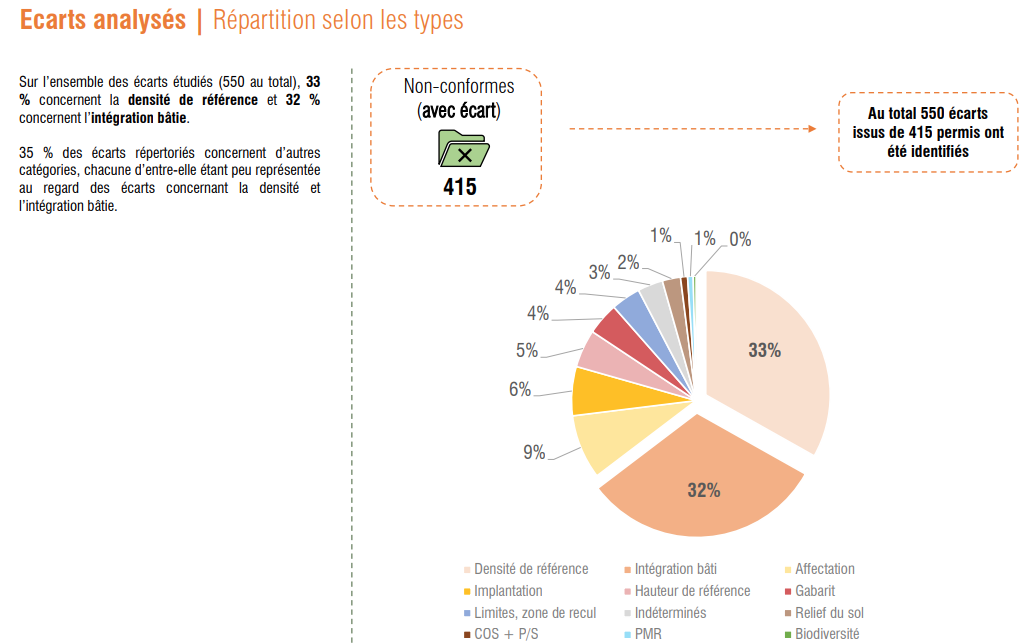 Ecarts analysés | Répartition selon les types
Sur l'ensemble des écarts étudiés (550 au total), 33
% concernent la densité de référence et 32 %
concernent l'intégration bâtie.
35 % des écarts répertoriés concernent d'autres
catégories, chacune d'entre-elle étant peu représentée
au regard des écarts concernant la densité et
l'intégration bâtie.
Non-conformes
(avec écart)
415
Au total 550 écarts
issus de 415 permis ont
été identifiés
33%
32%
9%
6%
5%
4%
4%
3%
2%
1%
1%
0%
Densité de référence
Intégration bâti
Affectation
Implantation
Hauteur de référence
Gabarit
Limites, zone de recul
Indéterminés
Relief du sol
COS + P/S
PMR
Biodiversité